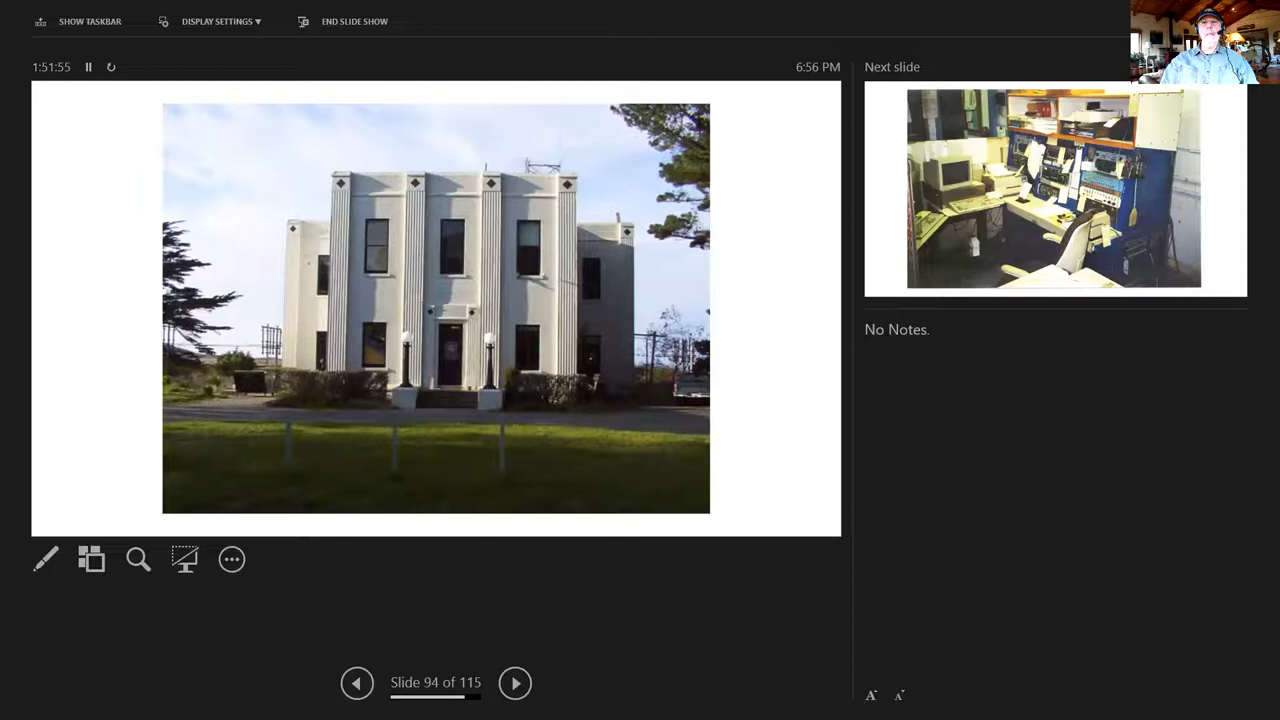 SHOW TASKBAR
DISPLAY SETTINGS ▼
END SLIDE SHOW
1:51:55
6:56 PM
Next slide
No Notes.
Slide 94 of 115
A
A